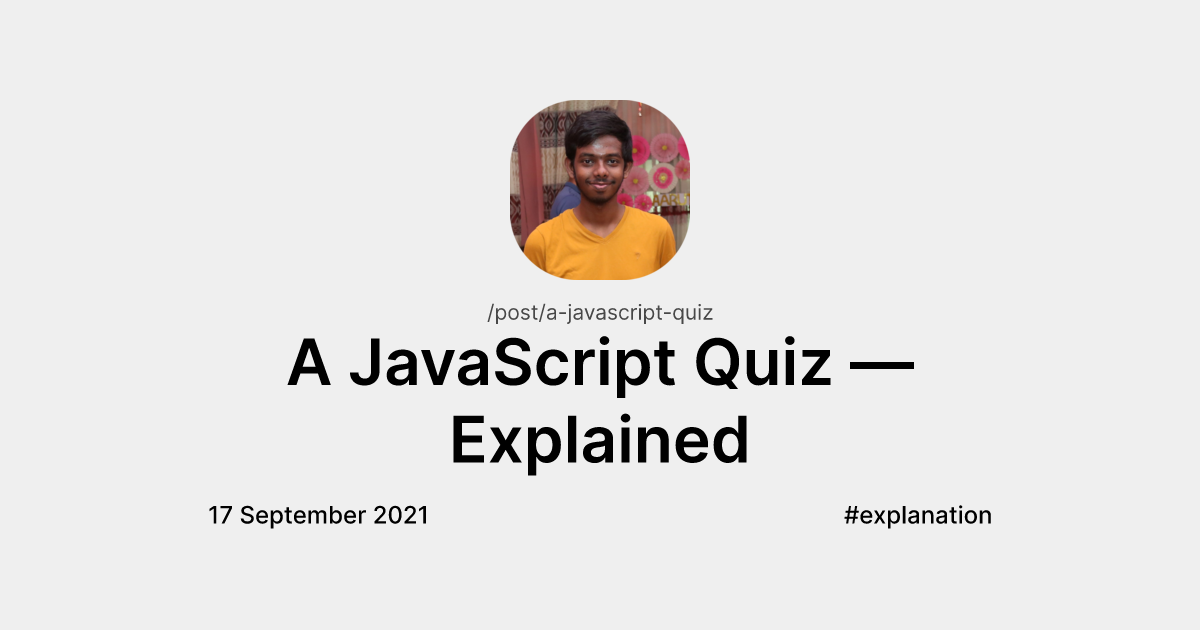 /post/a-javascript-quiz
A JavaScript Quiz —
Explained
17 September 2021
#explanation